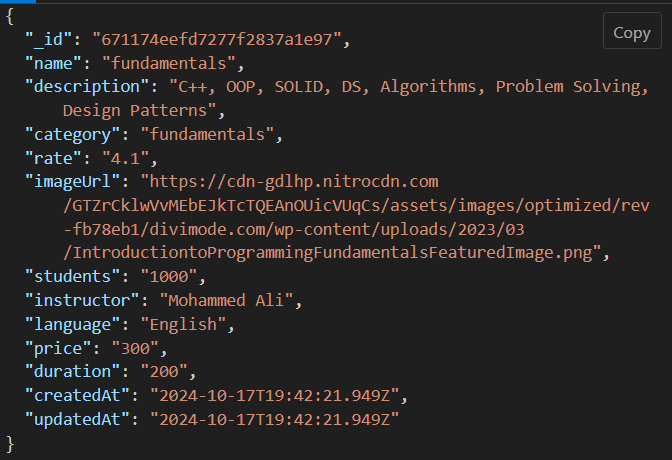 {
"_id": "671174eefd7277f2837a1e97",
Copy
"name": "fundamentals",
"description": "C++, OOP, SOLID, DS, Algorithms, Problem Solving,
Design Patterns",
"category": "fundamentals",
"rate": "4.1",
"imageUrl": "https://cdn-gdlhp.nitrocdn.com
/GTZrCklwVvMEbEJkTcTQEAnOUicVUqCs/assets/images/optimized/rev
-fb78eb1/divimode.com/wp-content/uploads/2023/03
/IntroductiontoProgrammingFundamentalsFeaturedImage.png",
"students": "1000",
"instructor": "Mohammed Ali",
"language": "English",
"price": "300",
"duration": "200",
"createdAt": "2024-10-17T19:42:21.949Z",
"updatedAt": "2024-10-17T19:42:21.949Z"
}